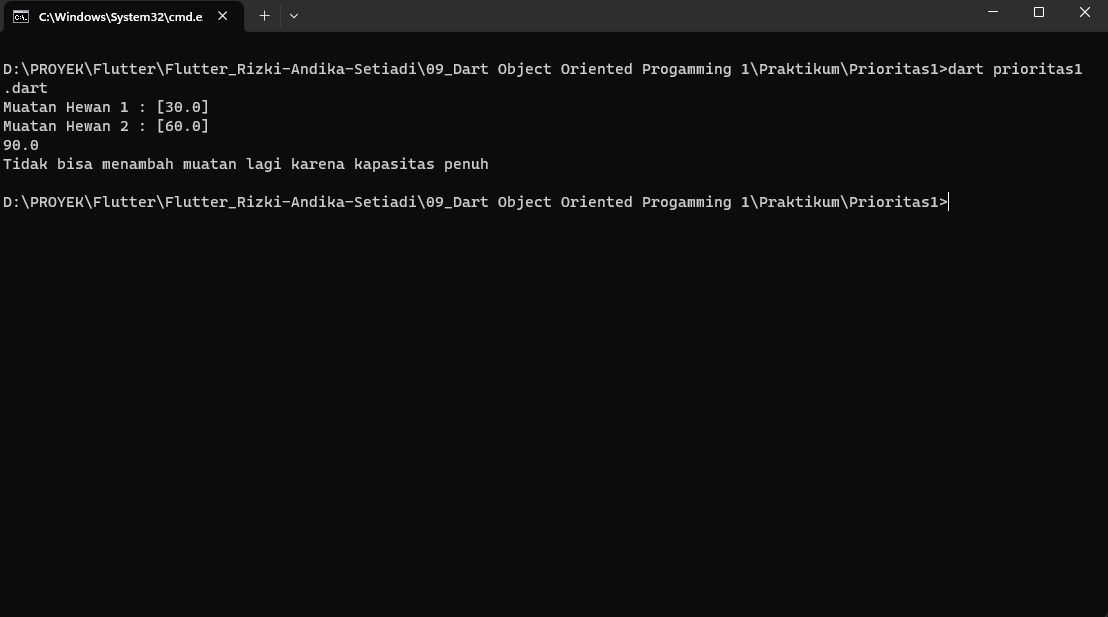 C:\Windows\System32\cmd.e
D:\PROYEK\Flutter\Flutter_Rizki-Andika-Setiadi\09_Dart Object Oriented Progamming 1\Praktikum\Prioritas1>dart prioritas1
.dart
Muatan Hewan 1 : [30.0]
Muatan Hewan 2 : [60.0]
90.0
Tidak bisa menambah muatan lagi karena kapasitas penuh
D:\PROYEK\Flutter\Flutter_Rizki-Andika-Setiadi\09_Dart Object Oriented Progamming 1\Praktikum\Prioritas1>